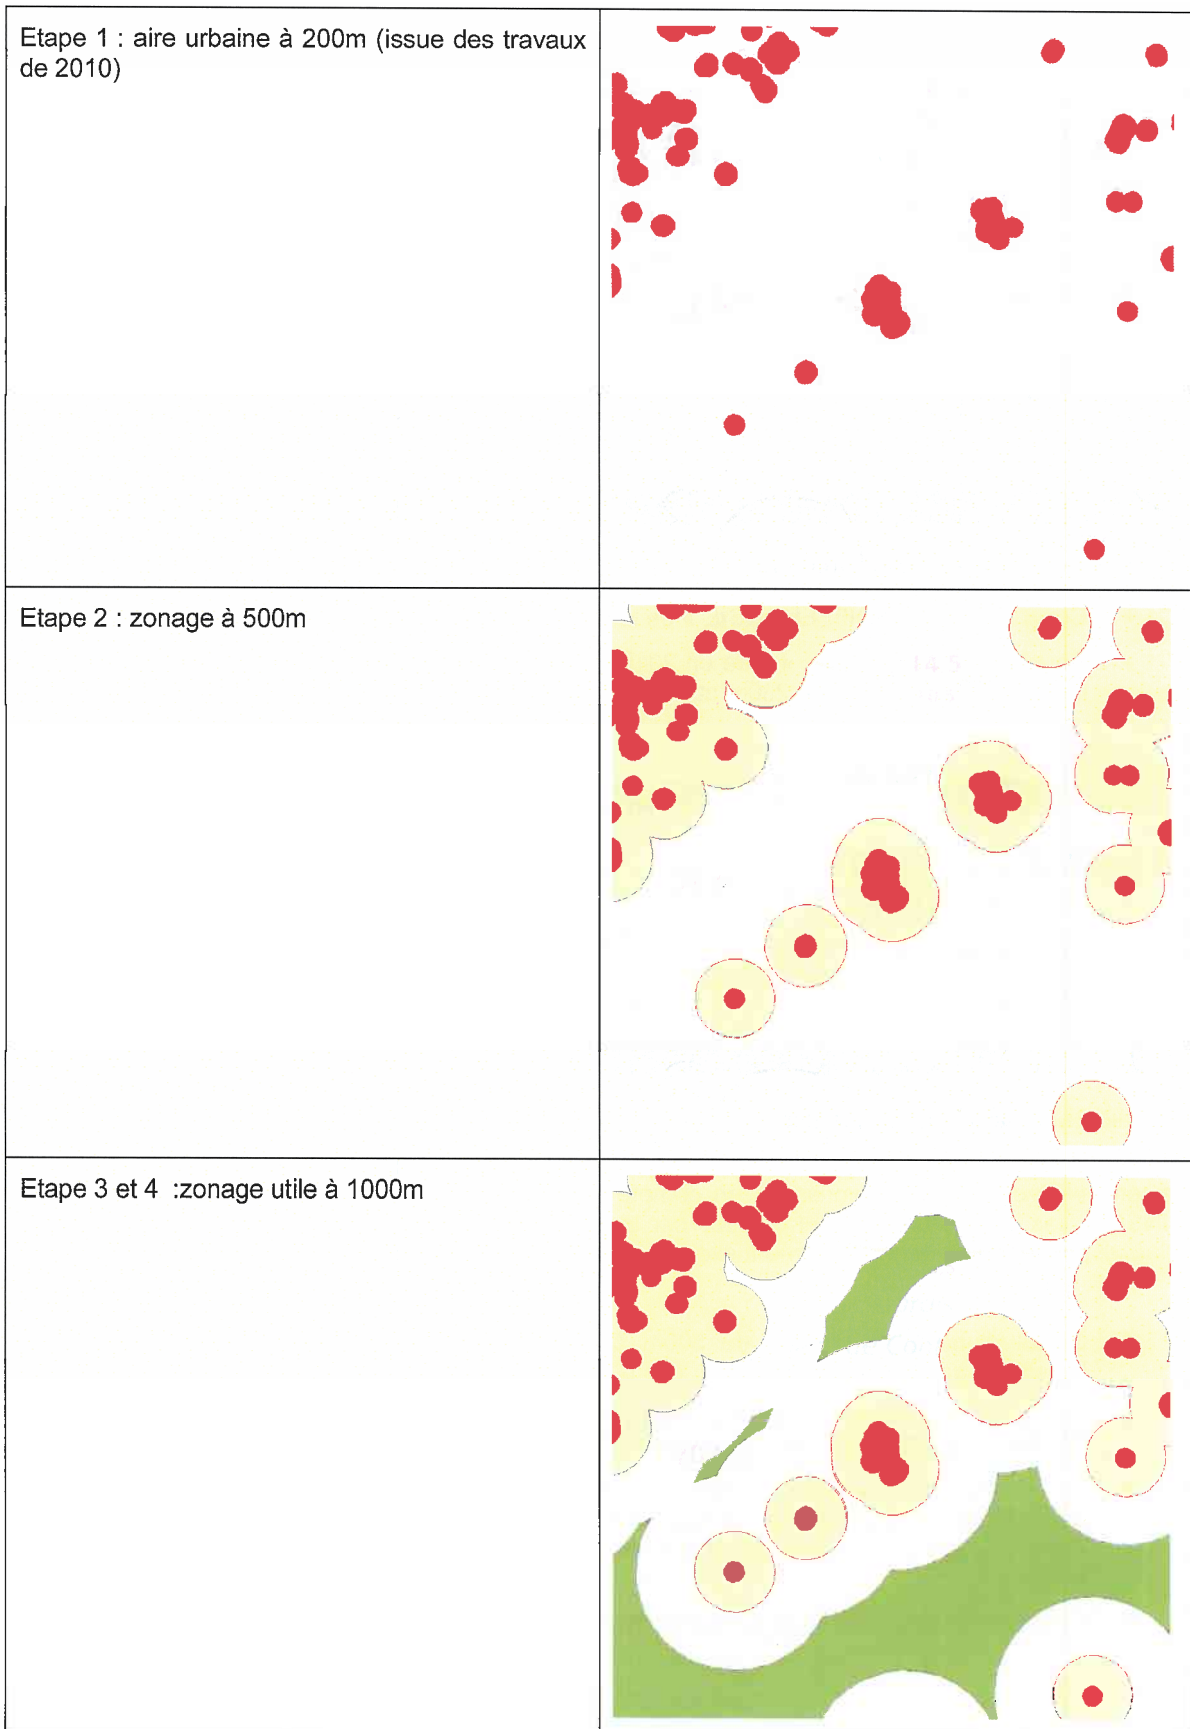 Etape 1 : aire urbaine à 200m (issue des travaux
de 2010)
Etape 2 : zonage à 500m
Etape 3 et 4 :zonage utile à 1000m